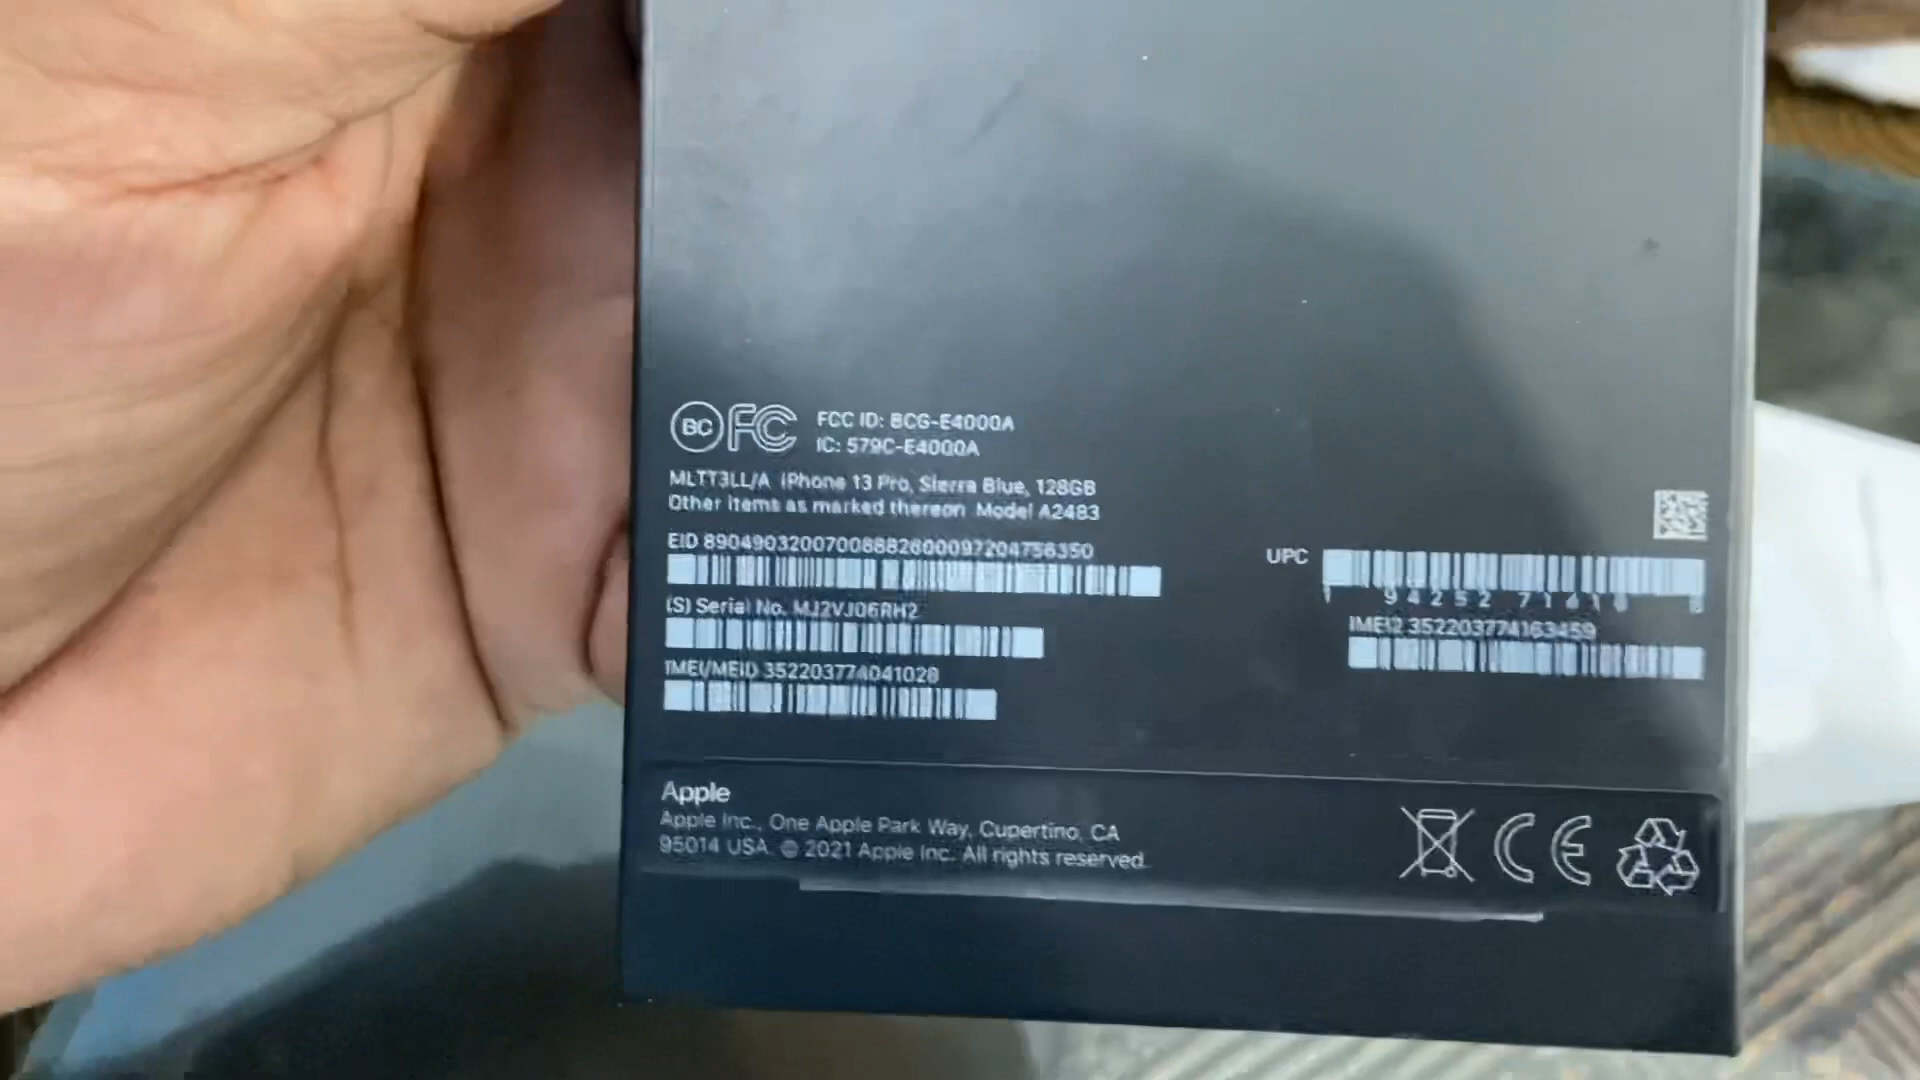 BC FC FCC ID: BCG-E4000A
IC: 579C-E4000A
MLTT3LL/A iPhone 13 Pro, Sierra Blue, 128GB
Other items as marked thereon Model A2483
EID 89049032007008882600097204756350
(S) Serial No. MJ2VJ06RH2
IMEI/MEID 352203774041028
UPC
94252
IMEI2 352203774163459
Apple
Apple Inc., One Apple Park Way, Cupertino, CA
95014 USA. © 2021 Apple Inc. All rights reserved.
CE